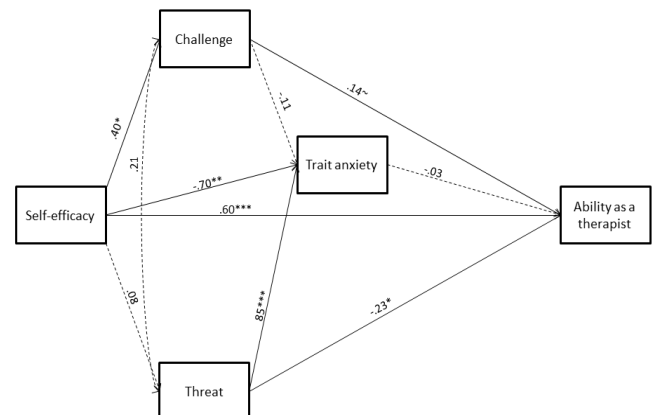 Challenge
.14~
-.11
.40*
.21
Trait anxiety
-.03
-.70**
Self-efficacy
.60***
Ability as a
therapist
.08
85***
-.23*
Threat